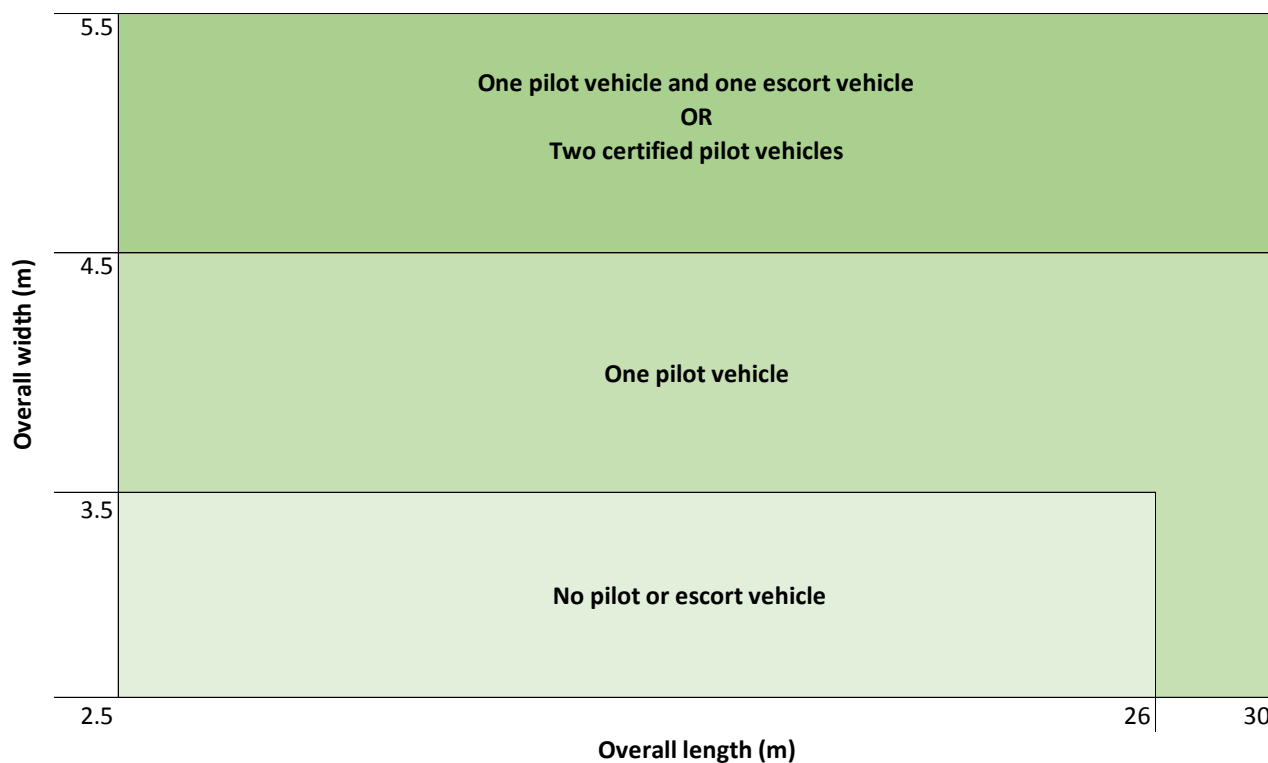 5.5
One pilot vehicle and one escort vehicle
OR
Two certified pilot vehicles
4.5
Overall width (m)
One pilot vehicle
3.5
No pilot or escort vehicle
2.5
26
30
Overall length (m)